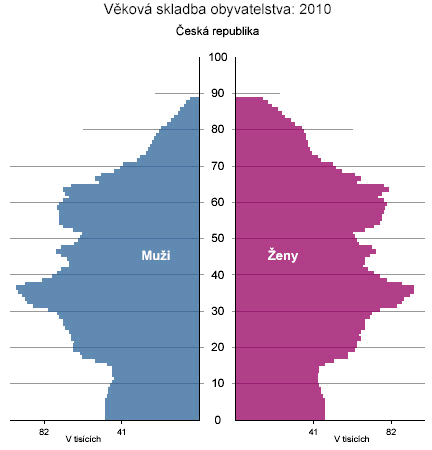 Věková skladba obyvatelstva: 2010
Česká republika
100
90
80
70
60
50
40
30
20
10
0
Muži
Ženy
82 41 41 82
V tisících V tisících